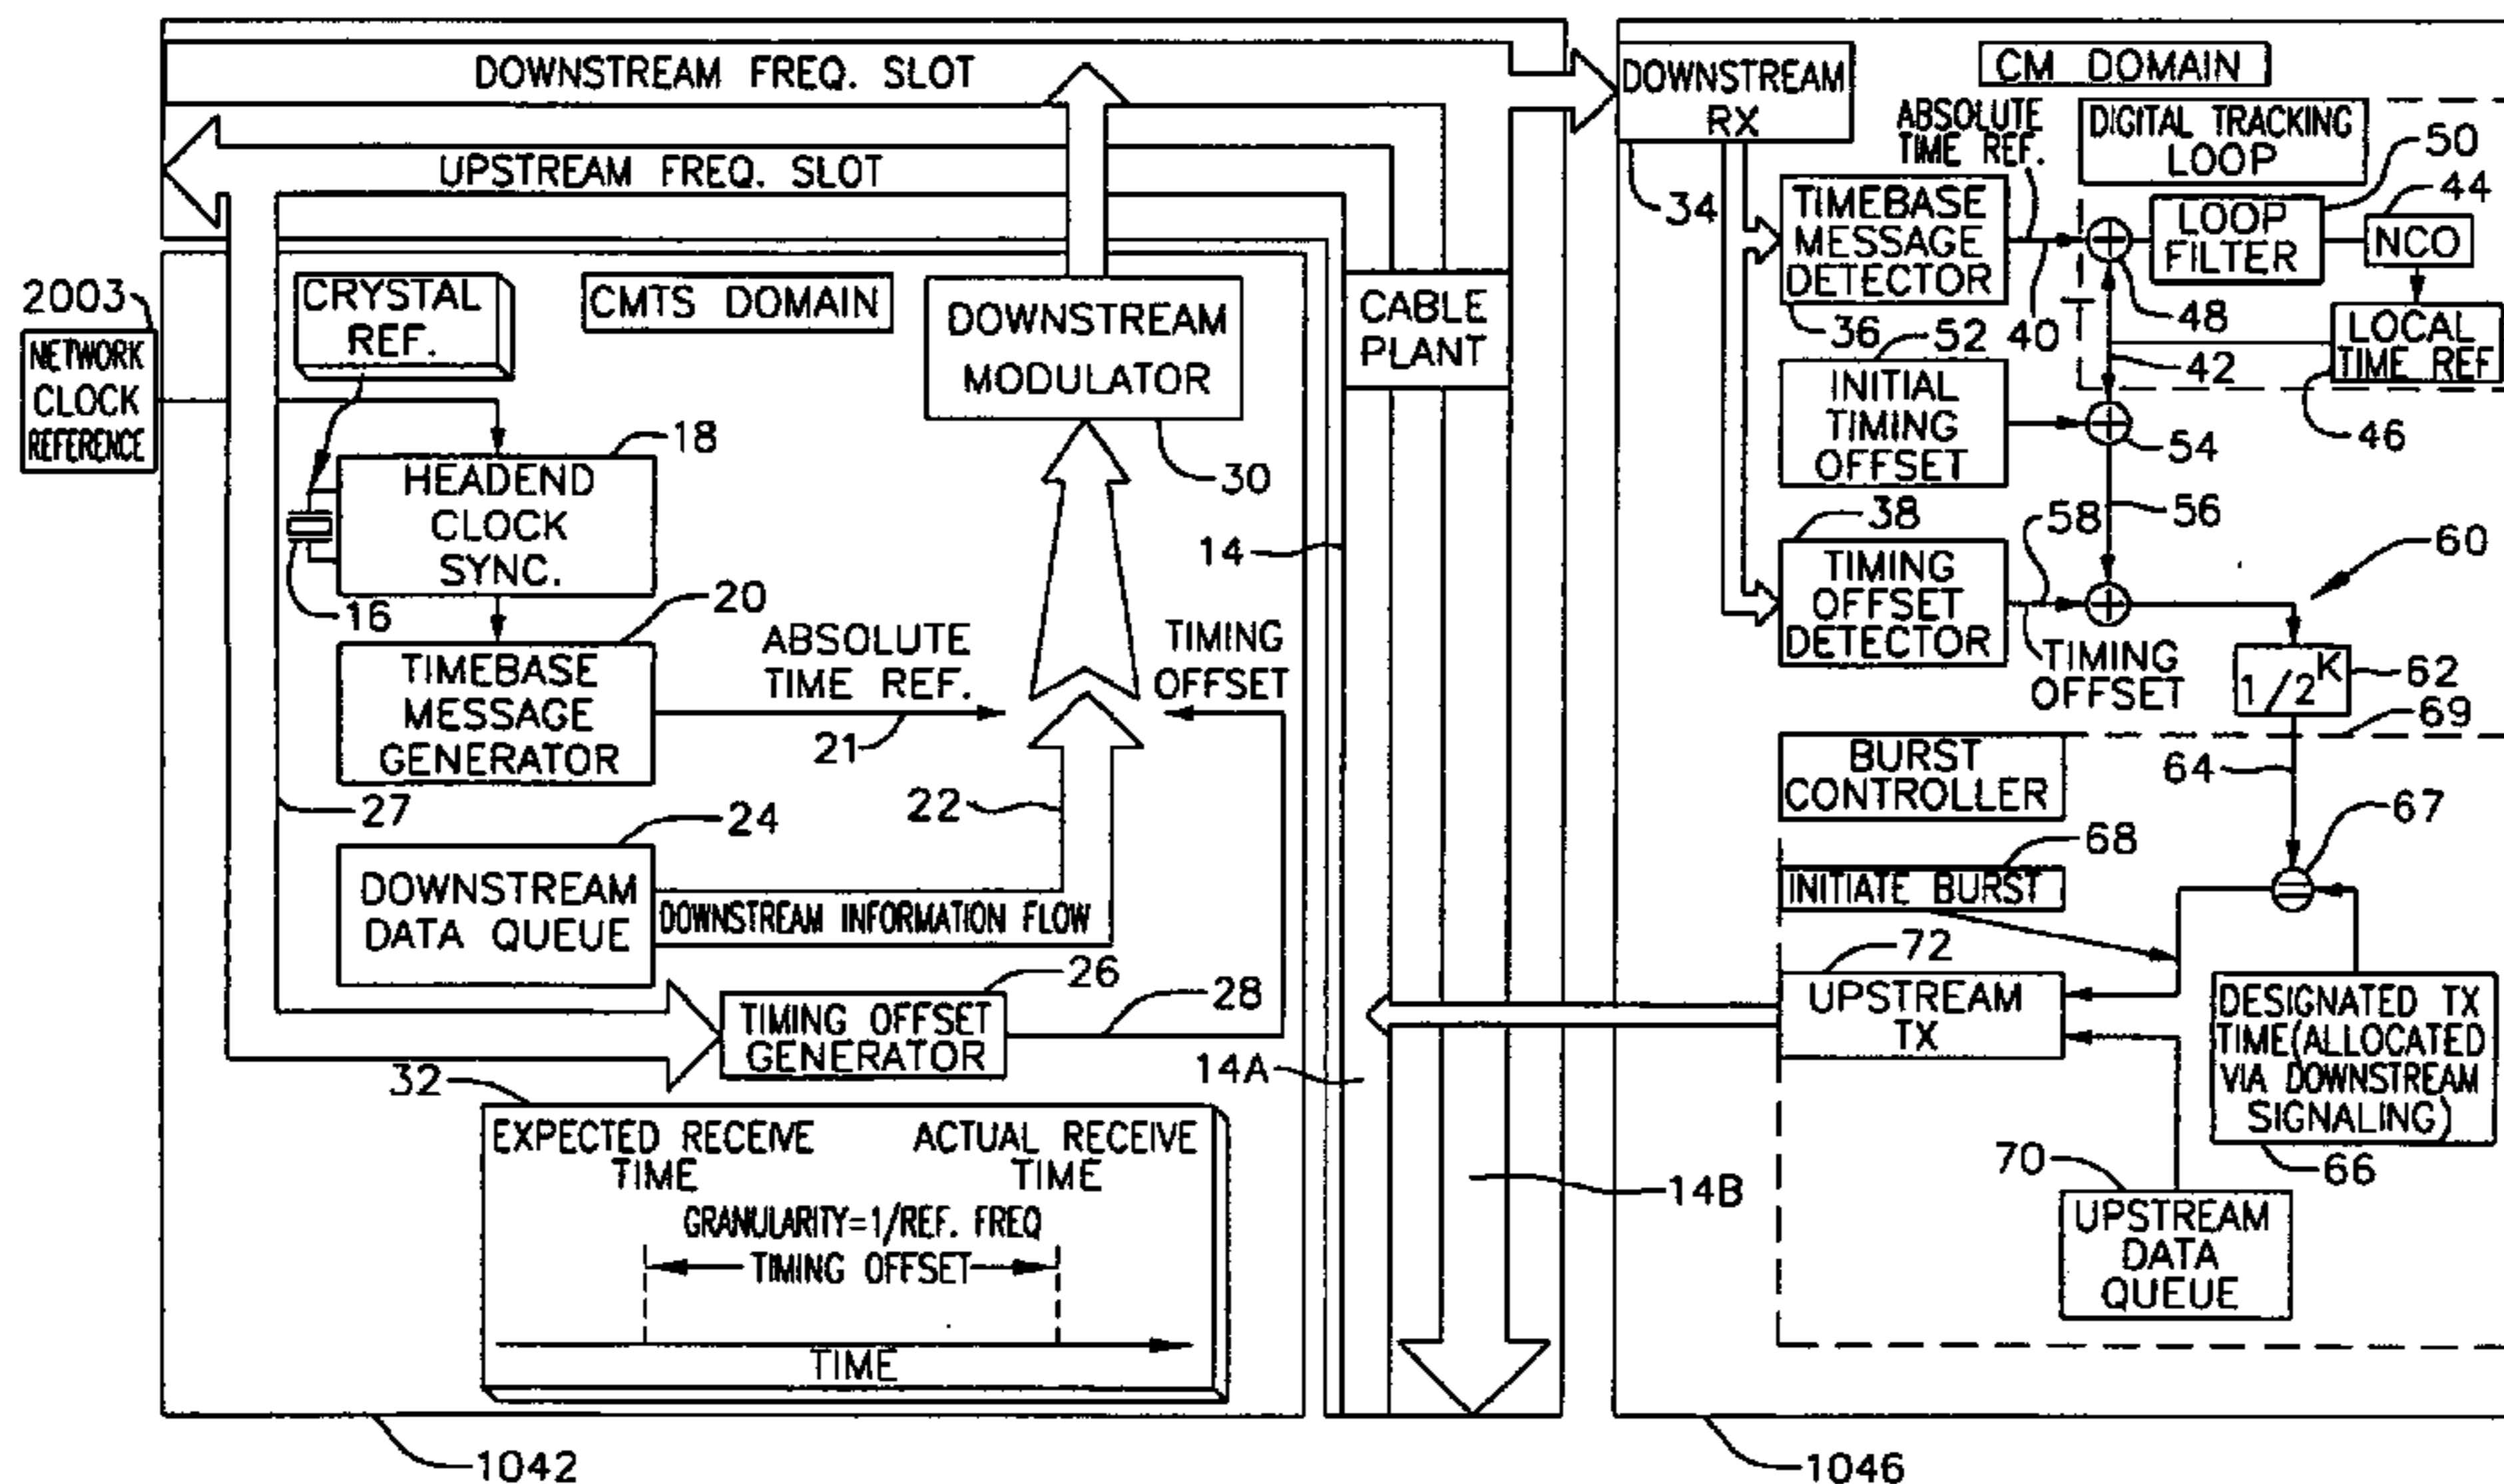 DOWNSTREAM FREQ. SLOT
UPSTREAM FREQ. SLOT
2003
NETWORK
CLOCK
REFERENCE
CRYSTAL
REF.
CMTS DOMAIN
DOWNSTREAM
MODULATOR
30
18
HEADEND
CLOCK
SYNC.
16
20
TIMEBASE
MESSAGE
GENERATOR
ABSOLUTE
TIME REF.
21
TIMING
OFFSET
22
27
24
DOWNSTREAM
DATA QUEUE
DOWNSTREAM INFORMATION FLOW
26
TIMING OFFSET
GENERATOR
28
32
EXPECTED RECEIVE
TIME
ACTUAL RECEIVE
TIME
GRANULARITY=1/REF. FREQ
TIMING OFFSET
TIME
1042
CABLE
PLANT
14
14A
14B
DOWNSTREAM
RX
34
CM DOMAIN
ABSOLUTE
TIME REF.
DIGITAL TRACKING
LOOP
50
44
TIMEBASE
MESSAGE
DETECTOR
LOOP
FILTER
NCO
36
52
40
48
42
LOCAL
TIME REF
46
INITIAL
TIMING
OFFSET
54
38
58
56
60
TIMING
OFFSET
DETECTOR
TIMING
OFFSET
1/2K
62
69
BURST
CONTROLLER
64
67
68
INITIATE BURST
72
UPSTREAM
TX
DESIGNATED TX
TIME(ALLOCATED
VIA DOWNSTREAM
SIGNALING)
66
70
UPSTREAM
DATA
QUEUE
1046